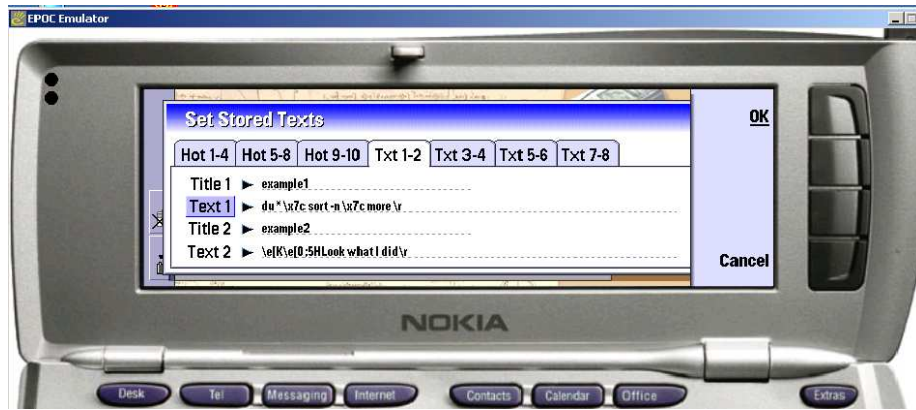 EPOC Emulator
Set Stored Texts
OK
Hot 1-4 Hot 5-8 Hot 9-10 Txt 1-2 Txt 3-4 Txt 5-6 Txt 7-8
Title 1 example1
Text 1 du * \x7c sort -n \x7c more \r
Title 2 example2
Text 2 \e[K\e[0;5HLook what I did \r
Cancel
NOKIA
Desk Tel Messaging Internet Contacts Calendar Office Extras